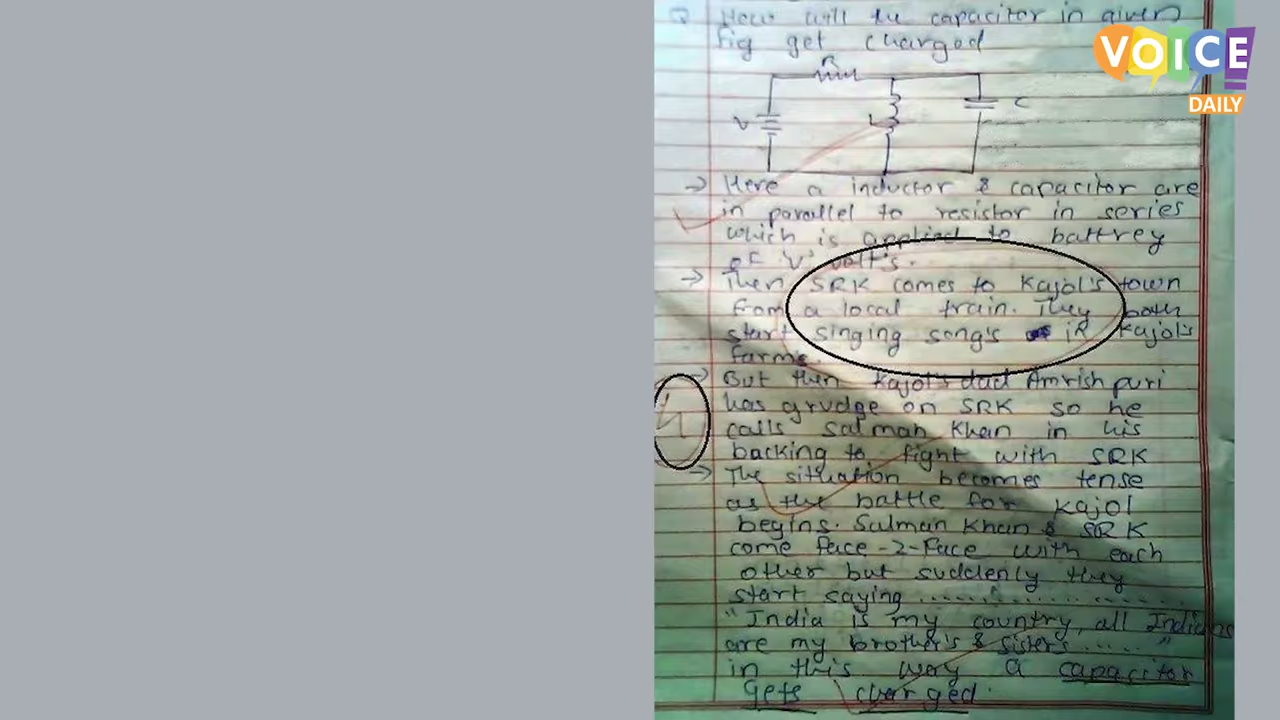 Q How will the capacitor in given
fig get charged
VOICE
DAILY
R
V
L
C
→ Here a inductor & capacitor are
in parallel to resistor in series
which is applied to battrey
of 'V' volt's.
→ Then SRK comes to Kajol's town
from a local train. They both
start singing song's in Kajol's
farms.
→ But then Kajol's dad Amrish puri
has grudge on SRK so he
calls Salman Khan in his
backing to fight with SRK
→ The situation becomes tense
as the battle for Kajol
begins. Salman Khan & SRK
come face-2-face with each
other but suddenly they
start saying ..................
"India is my country, all Indians
are my brother's & sisters ...... "
in this way a capacitor
gets charged.